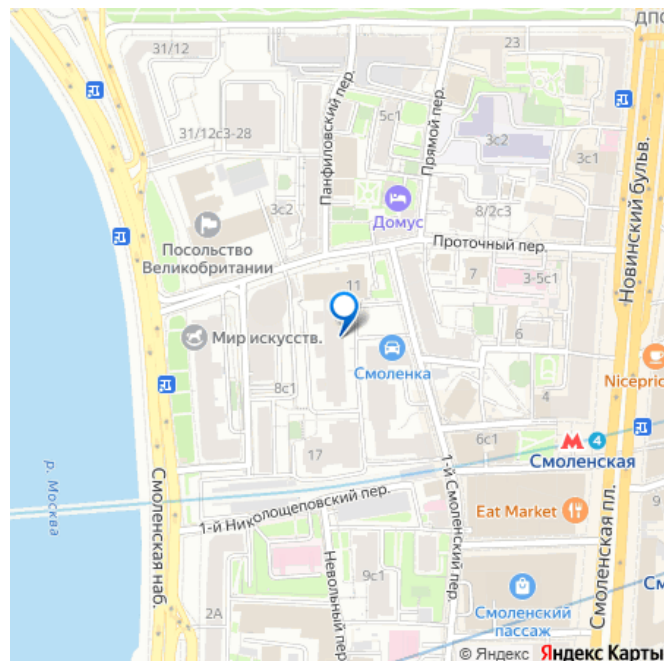 ДПС
31/12
23
Панфиловский пер.
Прямой пер.
5с1
31/12с3-28
3с2
3с1
Новинский бульв.
3с2
Домус
8/2с3
Посольство
Великобритании
Проточный пер.
7
3-5с1
11
6
Мир искусств.
Смоленка
Nicepric
8с1
4
6с1
М 4
Смоленская
17
р. Москва
Смоленская наб.
1-й Николощеповский пер.
1-й Смоленский пер.
Eat Market
Смоленская пл.
9
Невольный пер.
9с1
2А
Смоленский
пассаж
См
© Яндекс Яндекс Карты